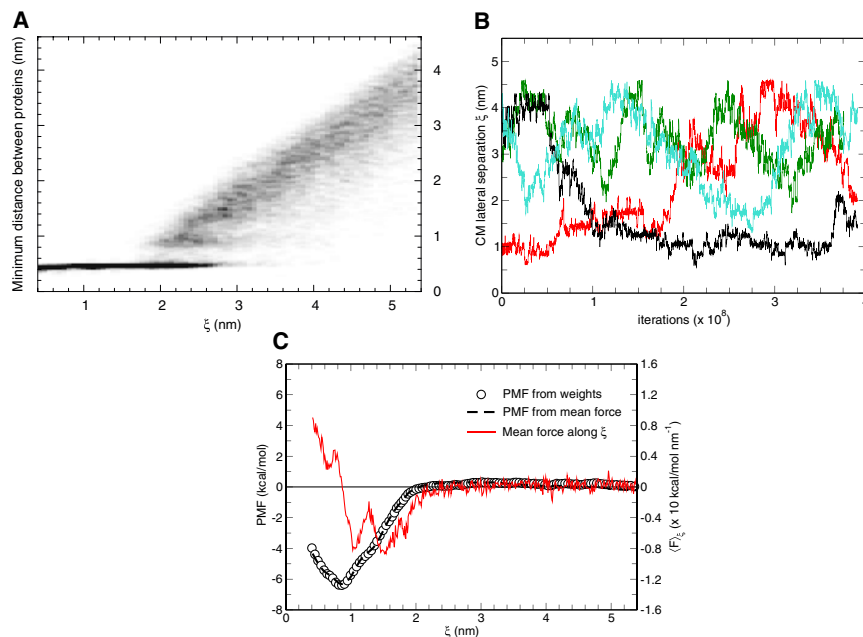 A
Minimum distance between proteins (nm)
4
3
2
1
0
1 2 3 4 5
ξ (nm)
B
CM lateral separation ξ (nm)
5
4
3
2
1
0
0 1 2 3 4
iterations (x 10^8)
C
PMF (kcal/mol)
8
6
4
2
0
-2
-4
-6
-8
PMF from weights
PMF from mean force
Mean force along ξ
1.6
1.2
0.8
0.4
0
-0.4
-0.8
-1.2
-1.6
⟨F⟩ξ (x 10 kcal/mol nm⁻¹)
0 1 2 3 4 5
ξ (nm)